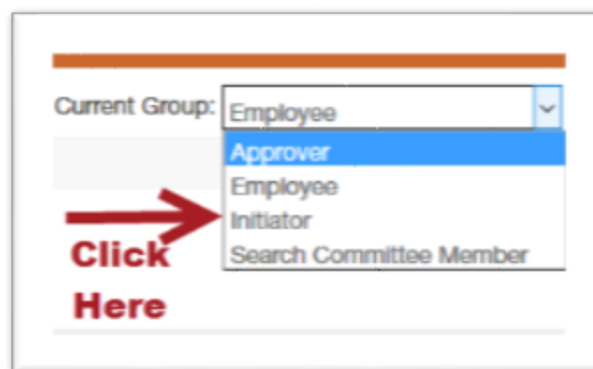 Current Group: Employee
Approver
Employee
Initiator
Search Committee Member
Click
Here